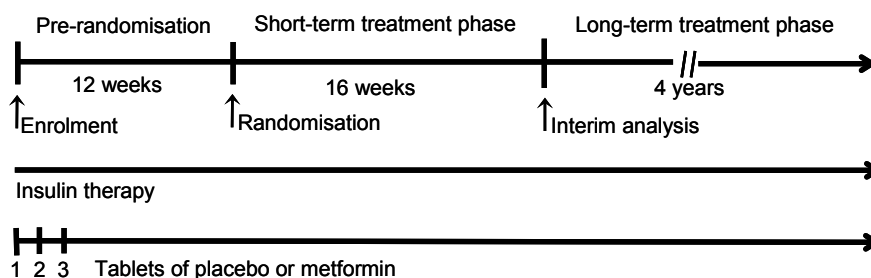 Pre-randomisation Short-term treatment phase Long-term treatment phase
12 weeks 16 weeks 4 years
Enrolment Randomisation Interim analysis
Insulin therapy
1 2 3 Tablets of placebo or metformin